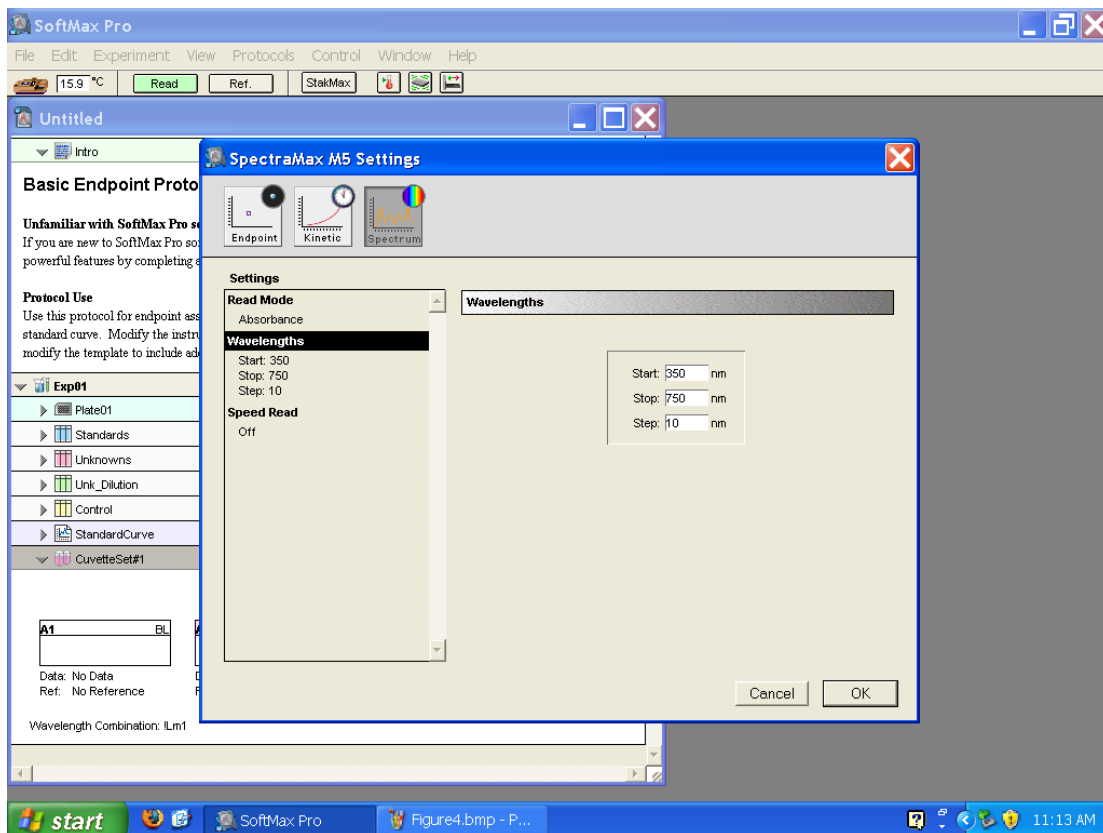 SoftMax Pro
File Edit Experiment View Protocols Control Window Help
15.9 °C Read Ref. StakMax
Untitled
Intro
Basic Endpoint Proto
Unfamiliar with SoftMax Pro so
If you are new to SoftMax Pro so
powerful features by completing a
Protocol Use
Use this protocol for endpoint ass
standard curve. Modify the instru
modify the template to include ad
Exp01
Plate01
Standards
Unknowns
Unk_Dilution
Control
StandardCurve
CuvetteSet#1
A1 BL
Data: No Data
Ref: No Reference
Wavelength Combination: !Lm1
SpectraMax M5 Settings
Endpoint Kinetic Spectrum
Settings
Read Mode
Absorbance
Wavelengths
Start: 350
Stop: 750
Step: 10
Speed Read
Off
Wavelengths
Start: 350 nm
Stop: 750 nm
Step: 10 nm
Cancel OK
start SoftMax Pro Figure4.bmp - P... 11:13 AM